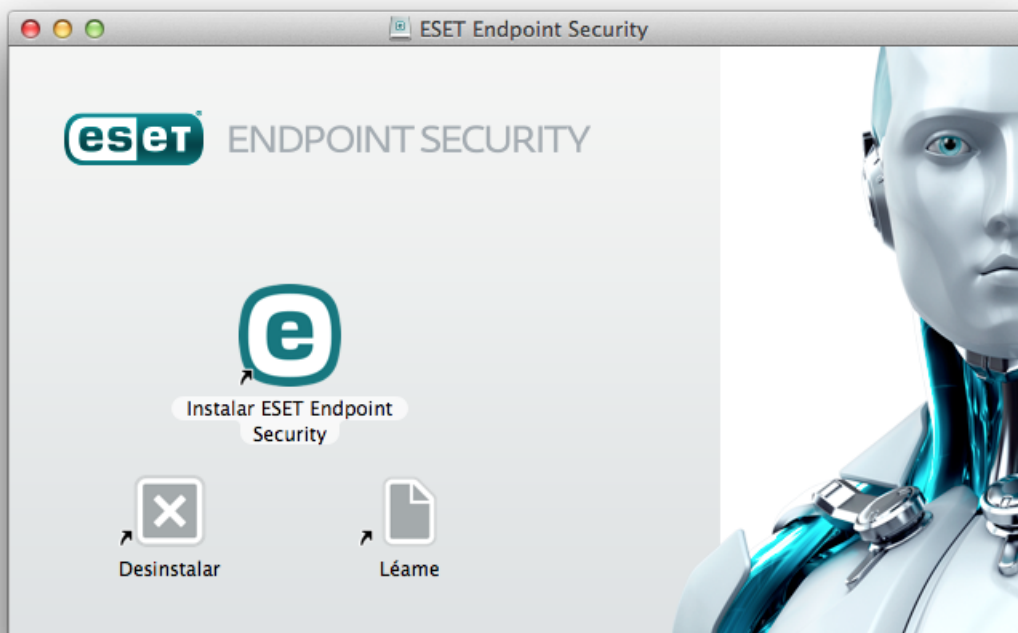 ESET Endpoint Security
eseT ENDPOINT SECURITY
e
Instalar ESET Endpoint
Security
Desinstalar
Léame